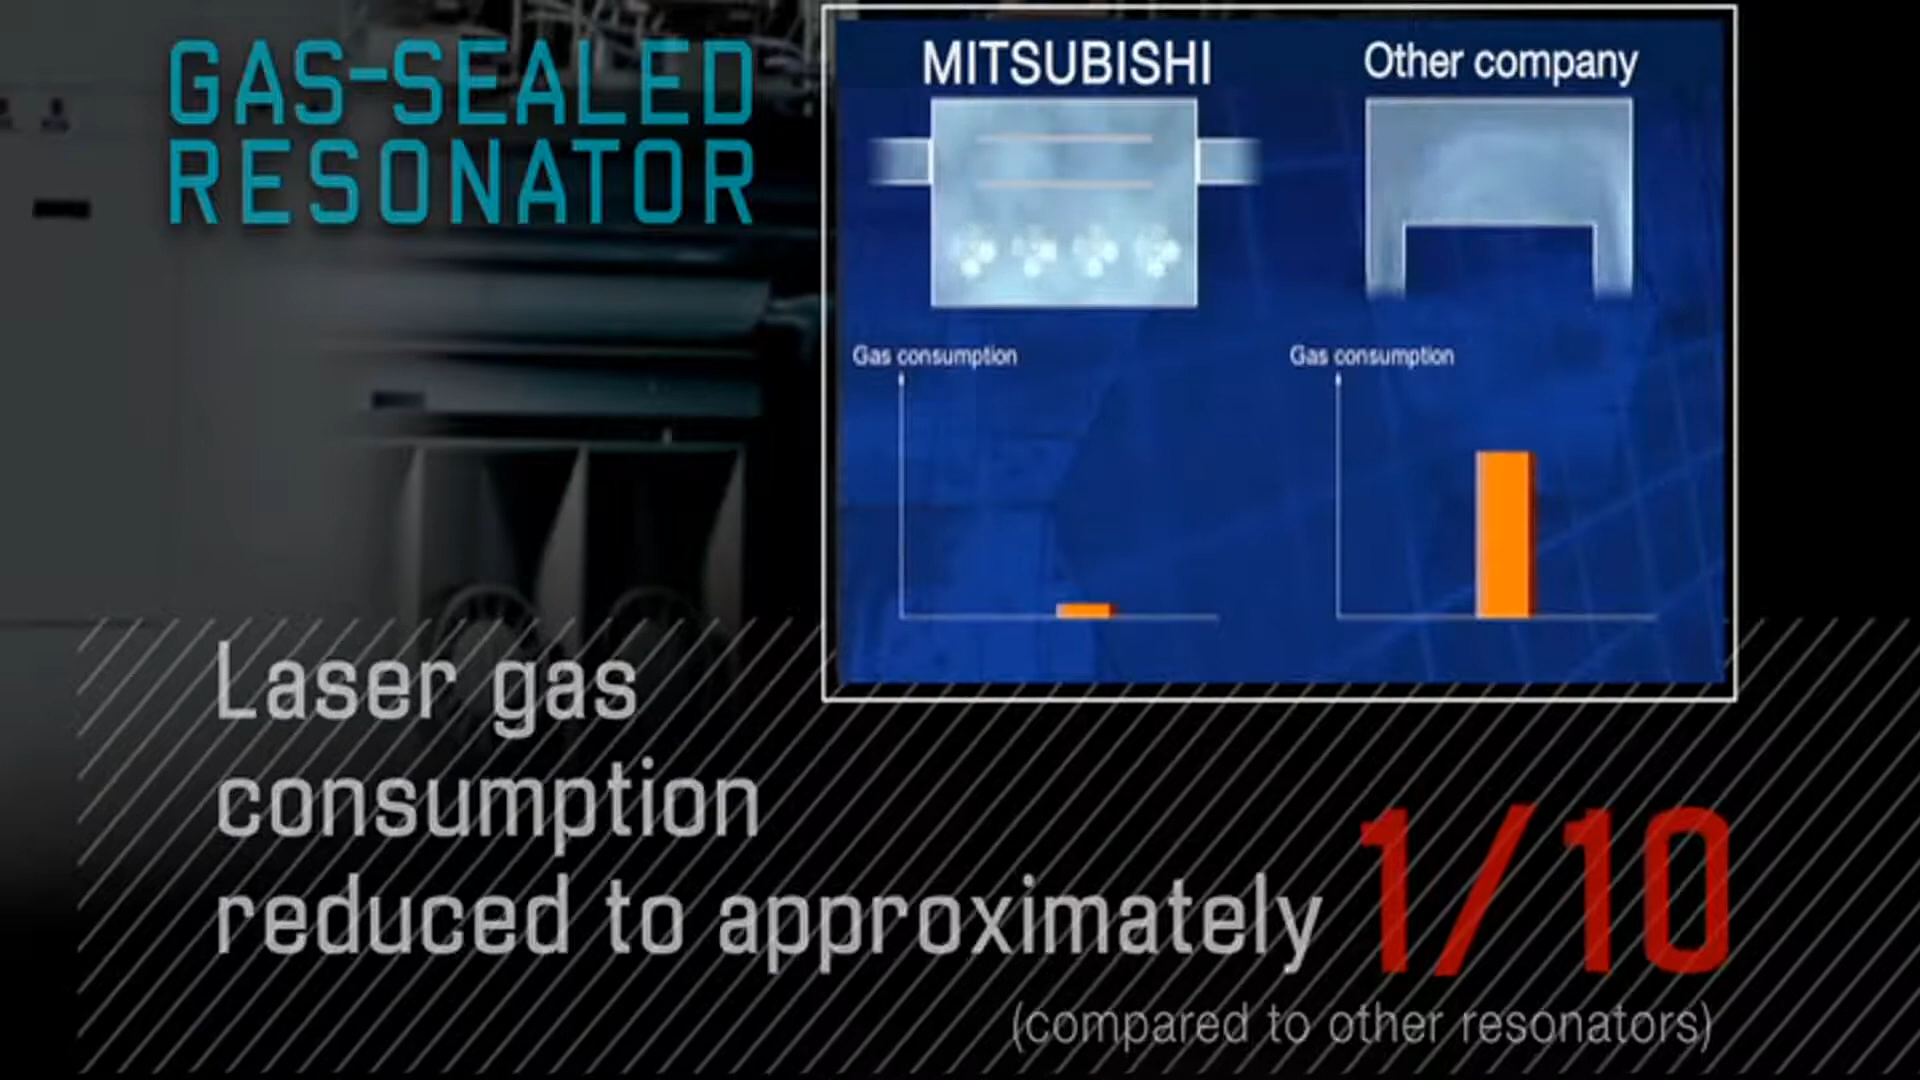 GAS-SEALED
RESONATOR
MITSUBISHI
Other company
Gas consumption
Gas consumption
Laser gas
consumption
reduced to approximately 1/10
(compared to other resonators)